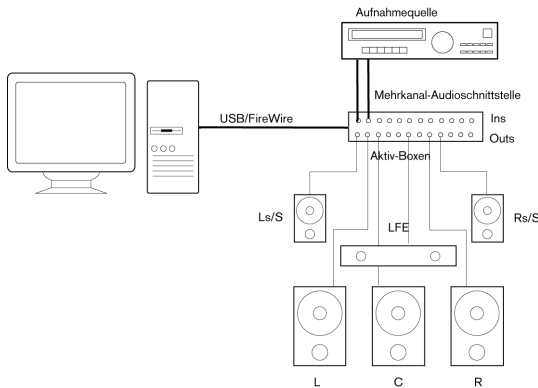 Aufnahmequelle
Mehrkanal-Audioschnittstelle
USB/FireWire
Ins
Outs
Aktiv-Boxen
Ls/S
LFE
Rs/S
L
C
R